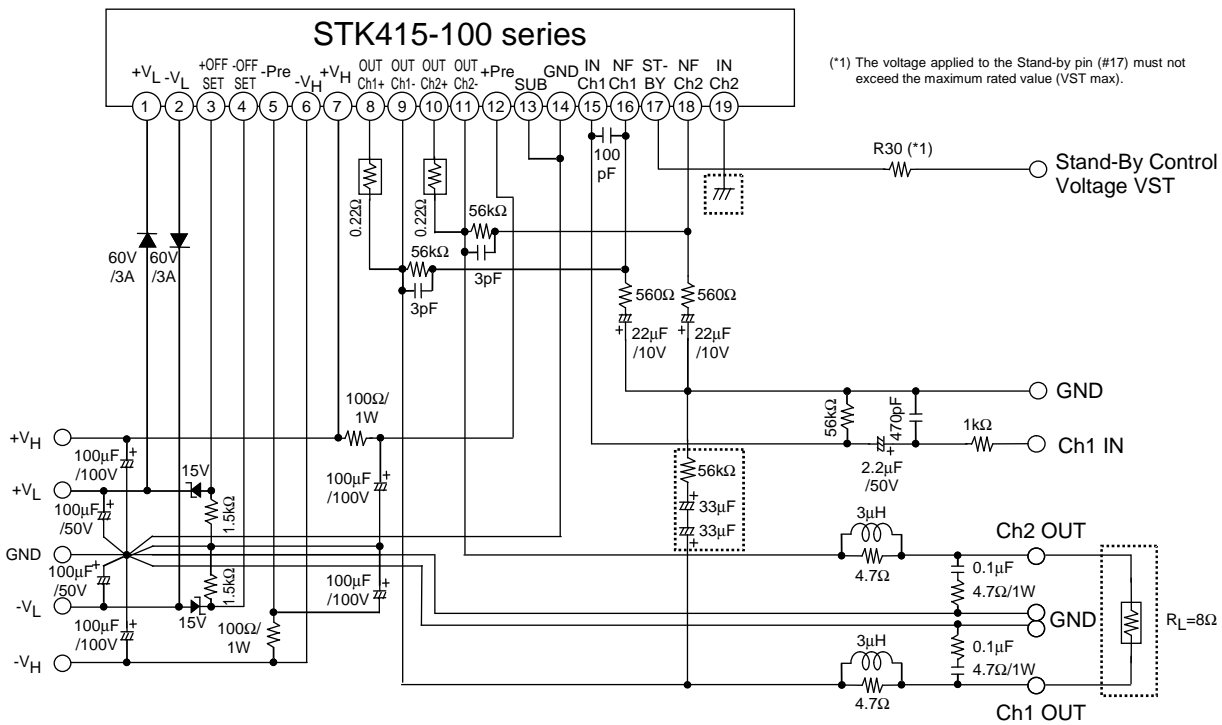 STK415-100 series
+VL
-VL
+OFF SET
-OFF SET
-Pre
-VH
+VH
OUT Ch1+
OUT Ch1-
OUT Ch2+
OUT Ch2-
+Pre
SUB
GND
IN Ch1
NF Ch1
ST-BY
NF Ch2
IN Ch2
1 2 3 4 5 6 7 8 9 10 11 12 13 14 15 16 17 18 19
(*1) The voltage applied to the Stand-by pin (#17) must not
exceed the maximum rated value (VST max).
100
pF
R30 (*1)
Stand-By Control
Voltage VST
0.22Ω
0.22Ω
56kΩ
3pF
56kΩ
3pF
60V
/3A
60V
/3A
560Ω
560Ω
+
22µF
/10V
+
22µF
/10V
GND
56kΩ
470pF
1kΩ
Ch1 IN
+
2.2µF
/50V
100Ω/
1W
+VH
100µF
/100V
+
15V
100µF
/100V
+
+VL
100µF
/50V
+
1.5kΩ
GND
100µF
/50V
+
1.5kΩ
100µF
/100V
+
-VL
15V
100µF
/100V
+
100Ω/
1W
-VH
56kΩ
+
33µF
+
33µF
3µH
4.7Ω
Ch2 OUT
0.1µF
4.7Ω/1W
GND
RL=8Ω
0.1µF
4.7Ω/1W
3µH
4.7Ω
Ch1 OUT